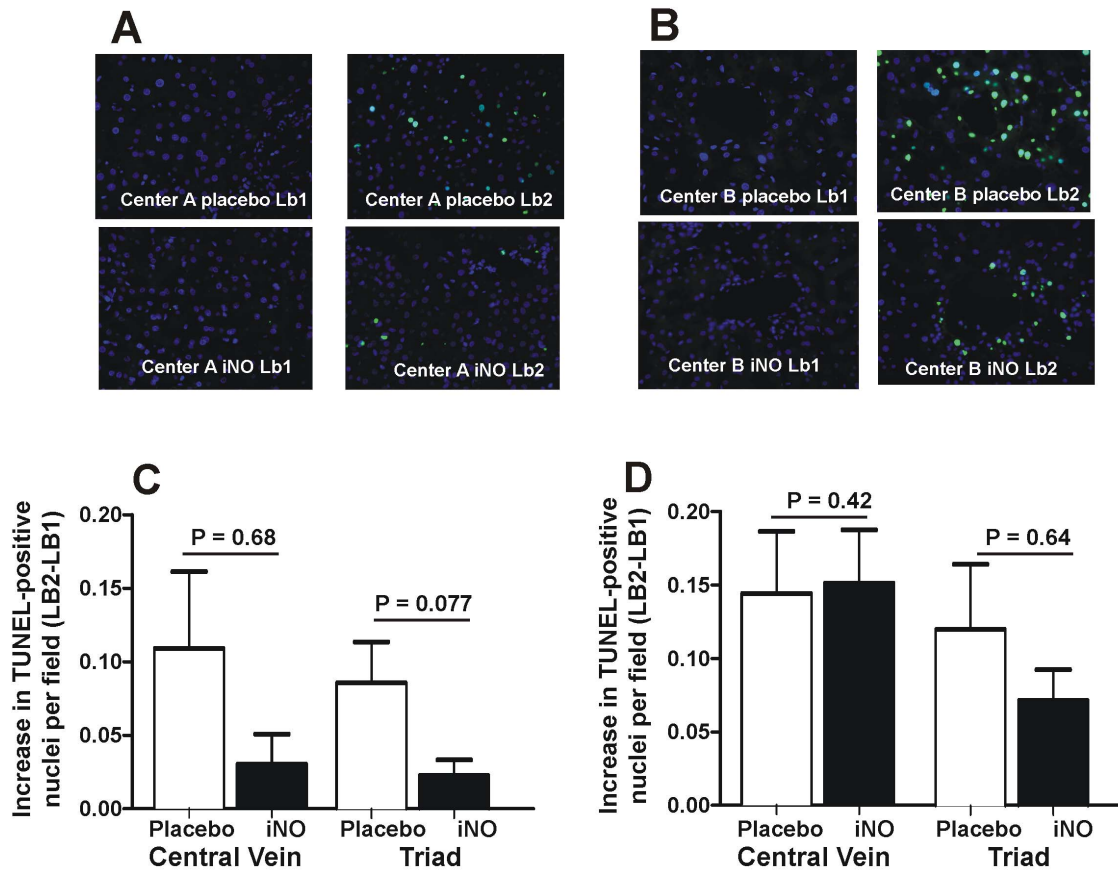 A
B
Center A placebo Lb1
Center A placebo Lb2
Center B placebo Lb1
Center B placebo Lb2
Center A iNO Lb1
Center A iNO Lb2
Center B iNO Lb1
Center B iNO Lb2
C
Increase in TUNEL-positive
nuclei per field (LB2-LB1)
0.20
0.15
0.10
0.05
0.00
P = 0.68
P = 0.077
Placebo iNO Placebo iNO
Central Vein Triad
D
Increase in TUNEL-positive
nuclei per field (LB2-LB1)
0.20
0.15
0.10
0.05
0.00
P = 0.42
P = 0.64
Placebo iNO Placebo iNO
Central Vein Triad